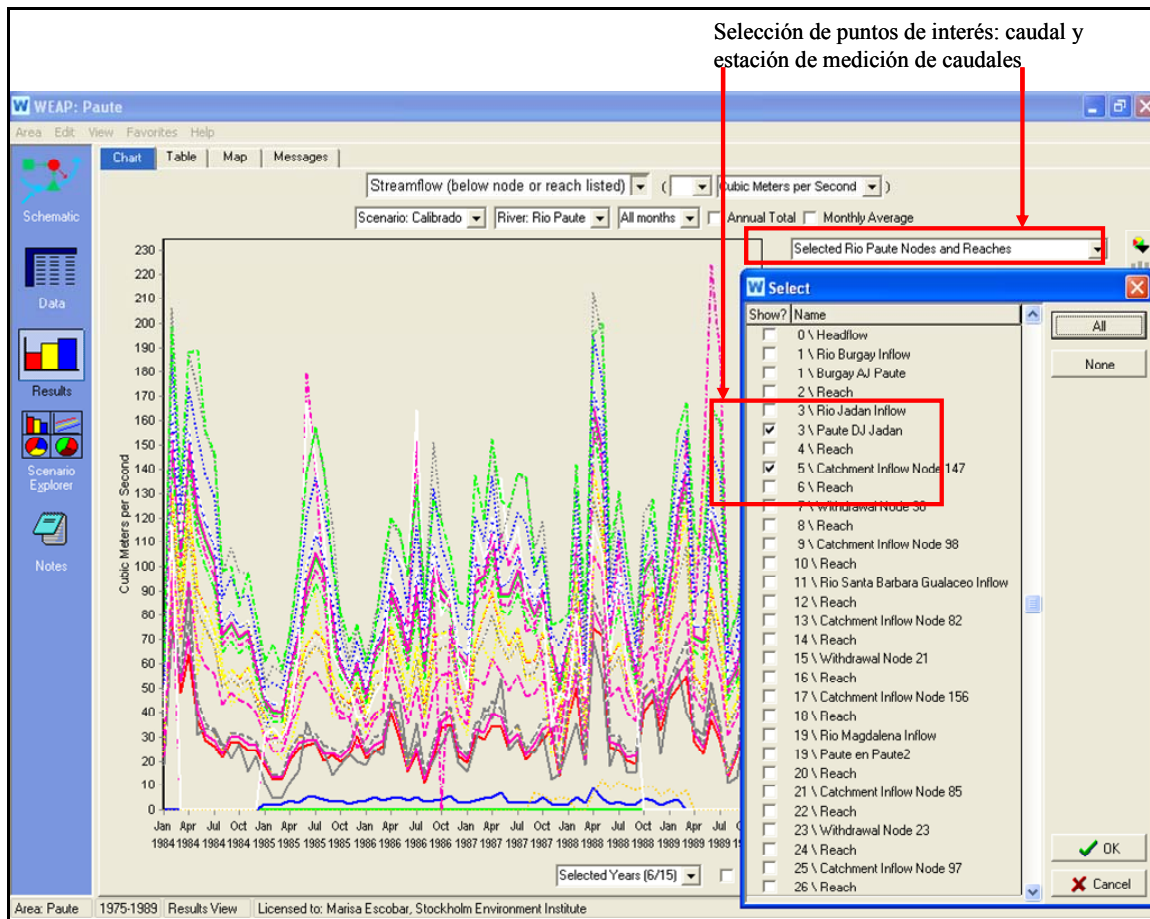 Selección de puntos de interés: caudal y
estación de medición de caudales
WEAP: Paute
Area Edit View Favorites Help
Chart Table Map Messages
Streamflow (below node or reach listed) ( Cubic Meters per Second )
Scenario: Calibrado River: Rio Paute All months Annual Total Monthly Average
Selected Rio Paute Nodes and Reaches
Schematic
Data
Results
Scenario
Explorer
Notes
Cubic Meters per Second
230
220
210
200
190
180
170
160
150
140
130
120
110
100
90
80
70
60
50
40
30
20
10
0
Jan Apr Jul Oct Jan Apr Jul Oct Jan Apr Jul Oct Jan Apr Jul Oct Jan Apr Jul Oct Jan Apr Jul
1984 1984 1984 1984 1985 1985 1985 1985 1986 1986 1986 1986 1987 1987 1987 1987 1988 1988 1988 1988 1989 1989 1989
Selected Years (6/15)
Select
Show? Name
0 \ Headflow
1 \ Rio Burgay Inflow
1 \ Burgay AJ Paute
2 \ Reach
3 \ Rio Jadan Inflow
3 \ Paute DJ Jadan
4 \ Reach
5 \ Catchment Inflow Node 147
6 \ Reach
7 \ Withdrawal Node 36
8 \ Reach
9 \ Catchment Inflow Node 98
10 \ Reach
11 \ Rio Santa Barbara Gualaceo Inflow
12 \ Reach
13 \ Catchment Inflow Node 82
14 \ Reach
15 \ Withdrawal Node 21
16 \ Reach
17 \ Catchment Inflow Node 156
18 \ Reach
19 \ Rio Magdalena Inflow
19 \ Paute en Paute2
20 \ Reach
21 \ Catchment Inflow Node 85
22 \ Reach
23 \ Withdrawal Node 23
24 \ Reach
25 \ Catchment Inflow Node 97
26 \ Reach
All
None
OK
Cancel
Area: Paute 1975-1989 Results View Licensed to: Marisa Escobar, Stockholm Environment Institute